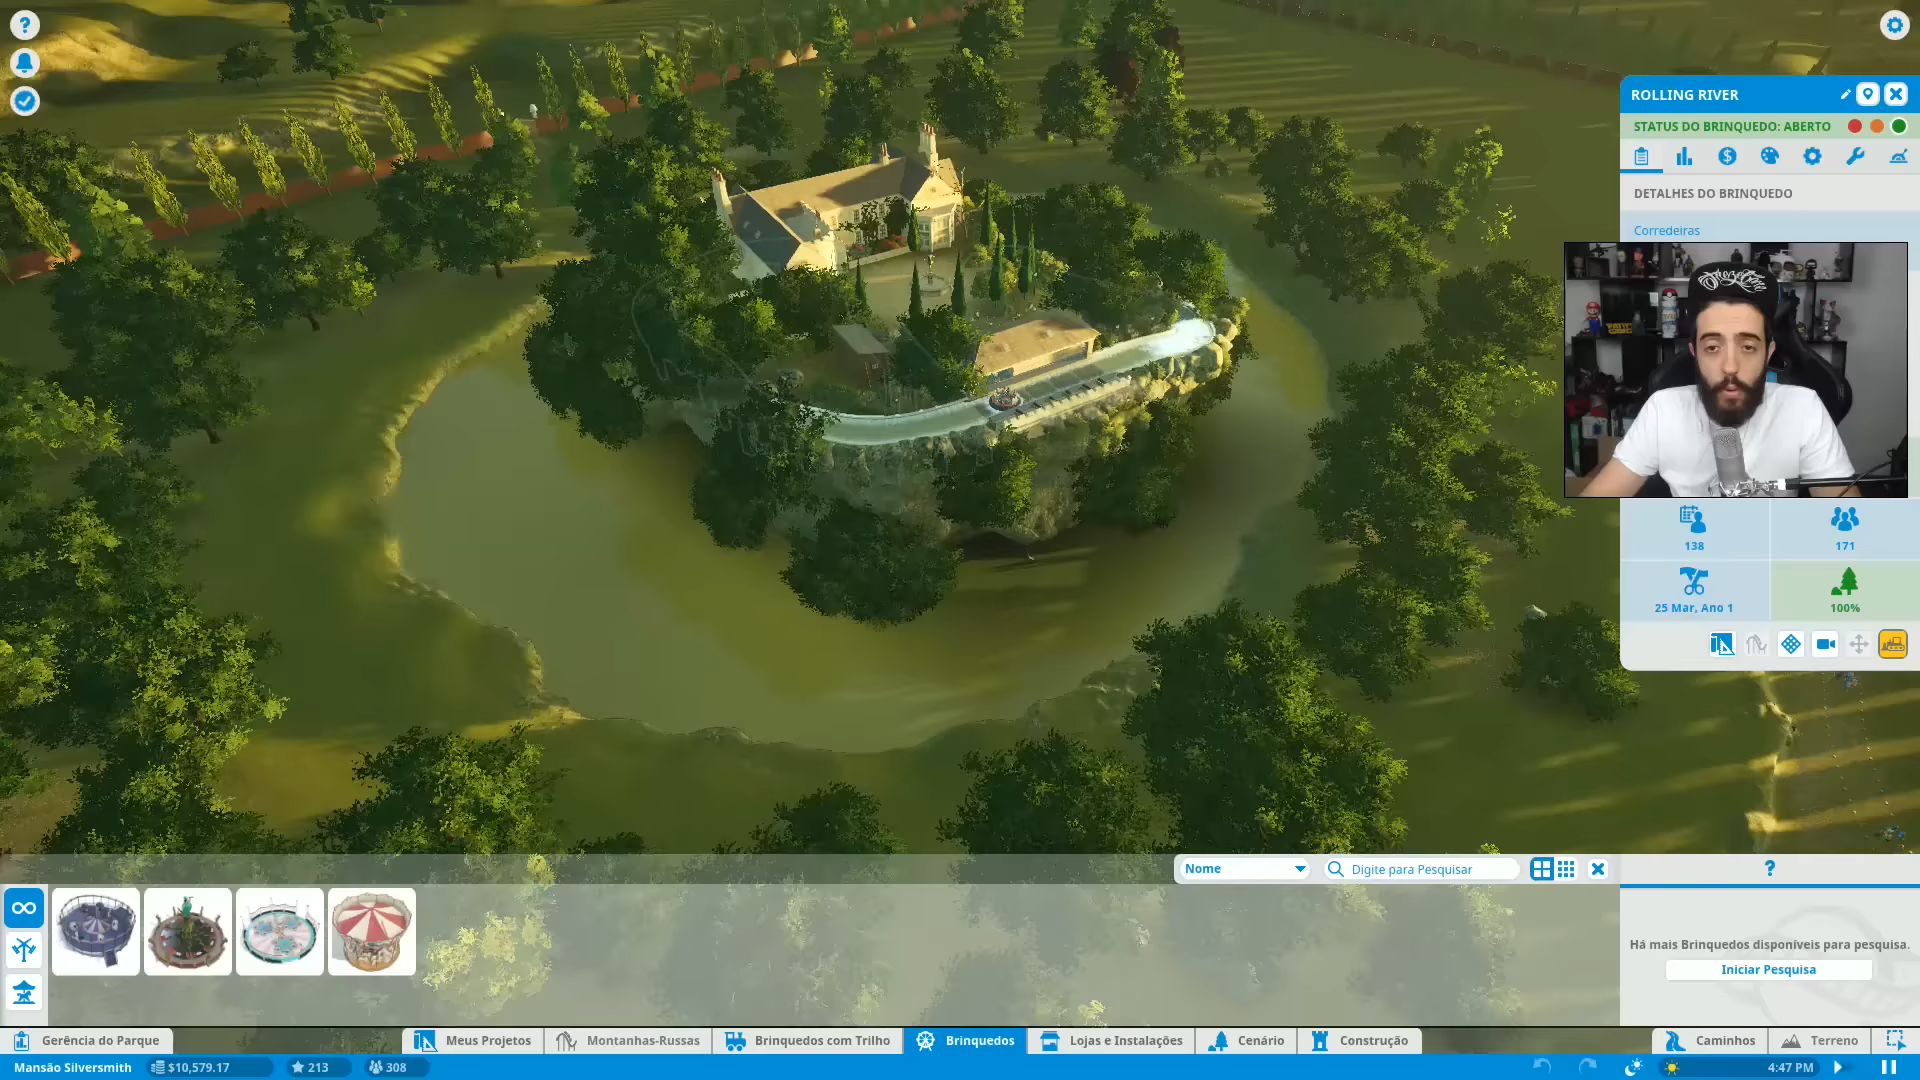 ROLLING RIVER
STATUS DO BRINQUEDO: ABERTO
DETALHES DO BRINQUEDO
Corredeiras
138
171
25 Mar, Ano 1
100%
Nome
Digite para Pesquisar
?
Há mais Brinquedos disponíveis para pesquisa.
Iniciar Pesquisa
Gerência do Parque
Meus Projetos
Montanhas-Russas
Brinquedos com Trilho
Brinquedos
Lojas e Instalações
Cenário
Construção
Caminhos
Terreno
Mansão Silversmith
$10,579.17
213
308
4:47 PM